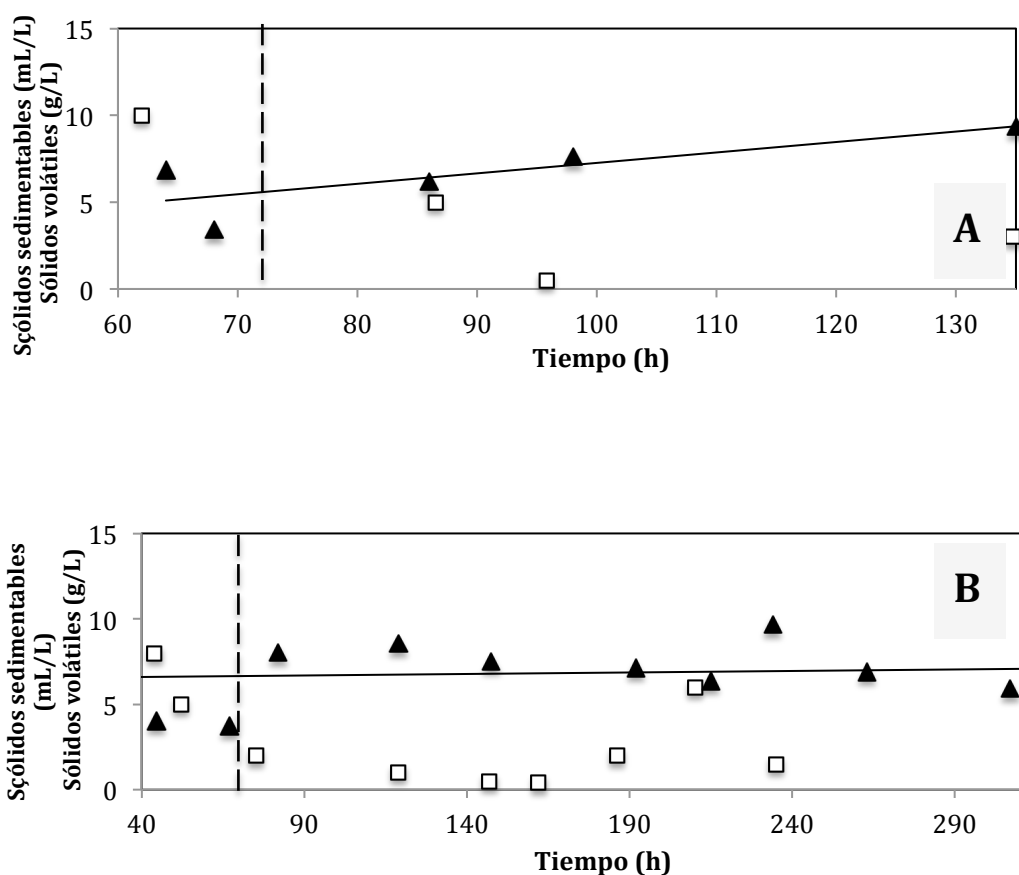 Sçólidos sedimentables (mL/L)
Sólidos volátiles (g/L)
15
10
5
0
60 70 80 90 100 110 120 130
Tiempo (h)
A
Sçólidos sedimentables
(mL/L)
Sólidos volátiles (g/L)
15
10
5
0
40 90 140 190 240 290
Tiempo (h)
B